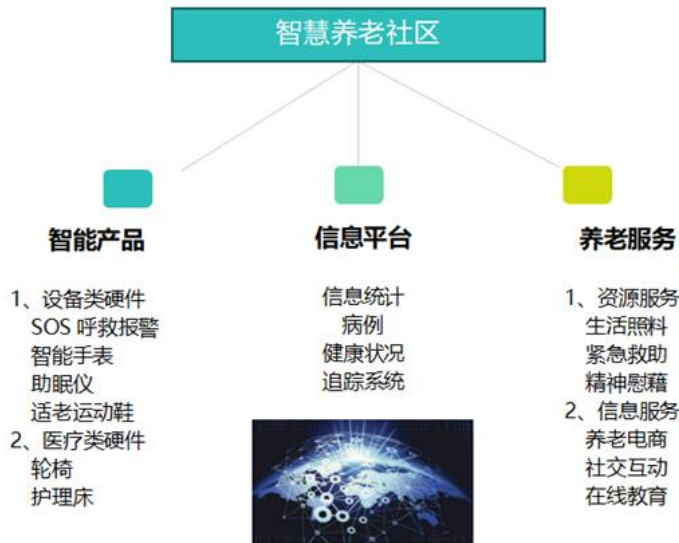 智慧养老社区
智能产品
1、设备类硬件
SOS 呼救报警
智能手表
助眠仪
适老运动鞋
2、医疗类硬件
轮椅
护理床
信息平台
信息统计
病例
健康状况
追踪系统
养老服务
1、资源服务
生活照料
紧急救助
精神慰藉
2、信息服务
养老电商
社交互动
在线教育